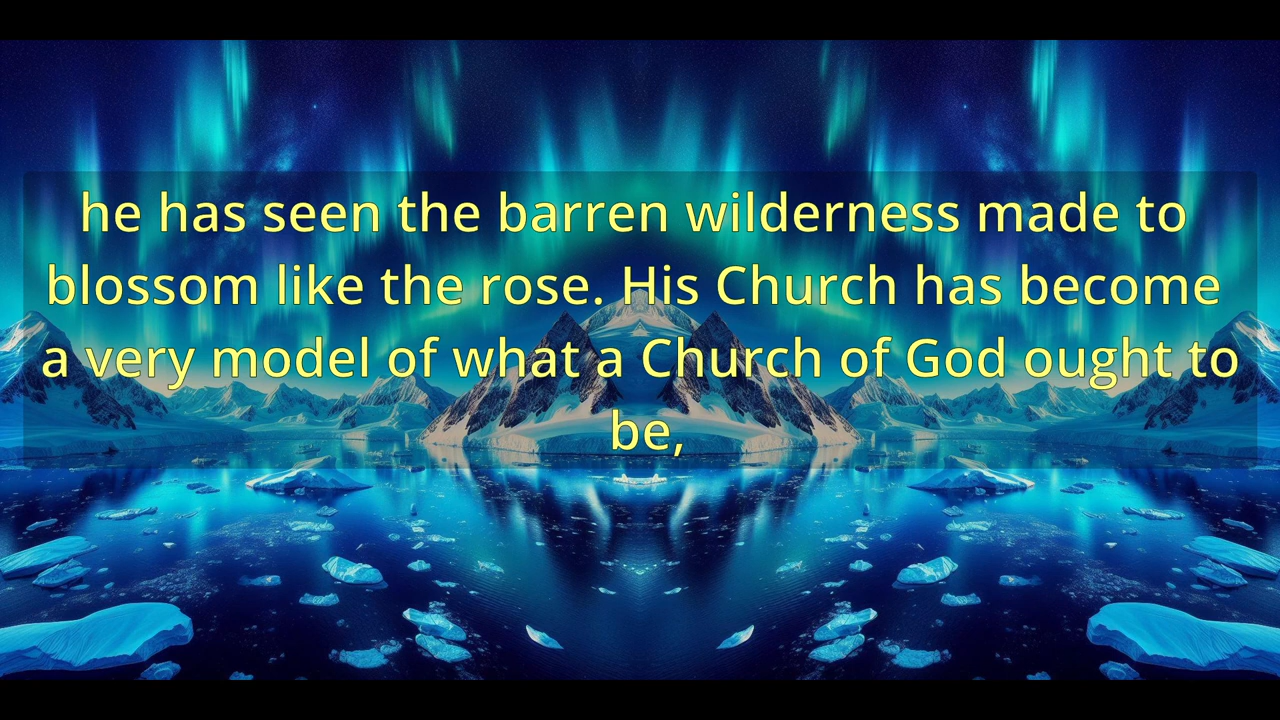 he has seen the barren wilderness made to
blossom like the rose. His Church has become
a very model of what a Church of God ought to
be,